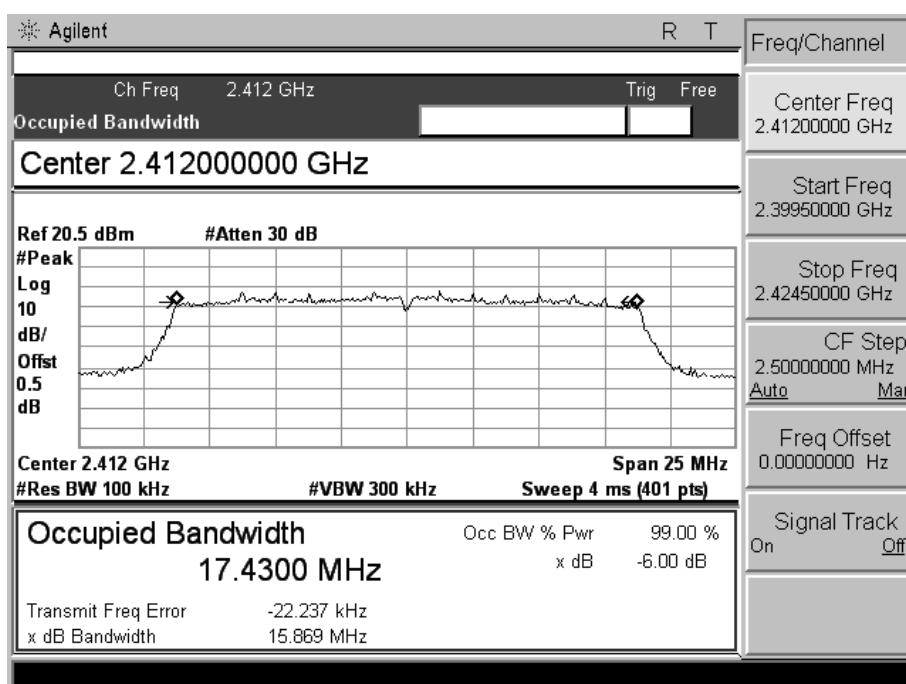 Agilent R T
Freq/Channel
Ch Freq 2.412 GHz Trig Free
Occupied Bandwidth
Center 2.412000000 GHz
Center Freq
2.41200000 GHz
Start Freq
2.39950000 GHz
Stop Freq
2.42450000 GHz
CF Step
2.50000000 MHz
Auto Man
Freq Offset
0.00000000 Hz
Signal Track
On Off
Ref 20.5 dBm #Atten 30 dB
#Peak
Log
10
dB/
Offst
0.5
dB
Center 2.412 GHz Span 25 MHz
#Res BW 100 kHz #VBW 300 kHz Sweep 4 ms (401 pts)
Occupied Bandwidth
17.4300 MHz
Occ BW % Pwr 99.00 %
x dB -6.00 dB
Transmit Freq Error -22.237 kHz
x dB Bandwidth 15.869 MHz